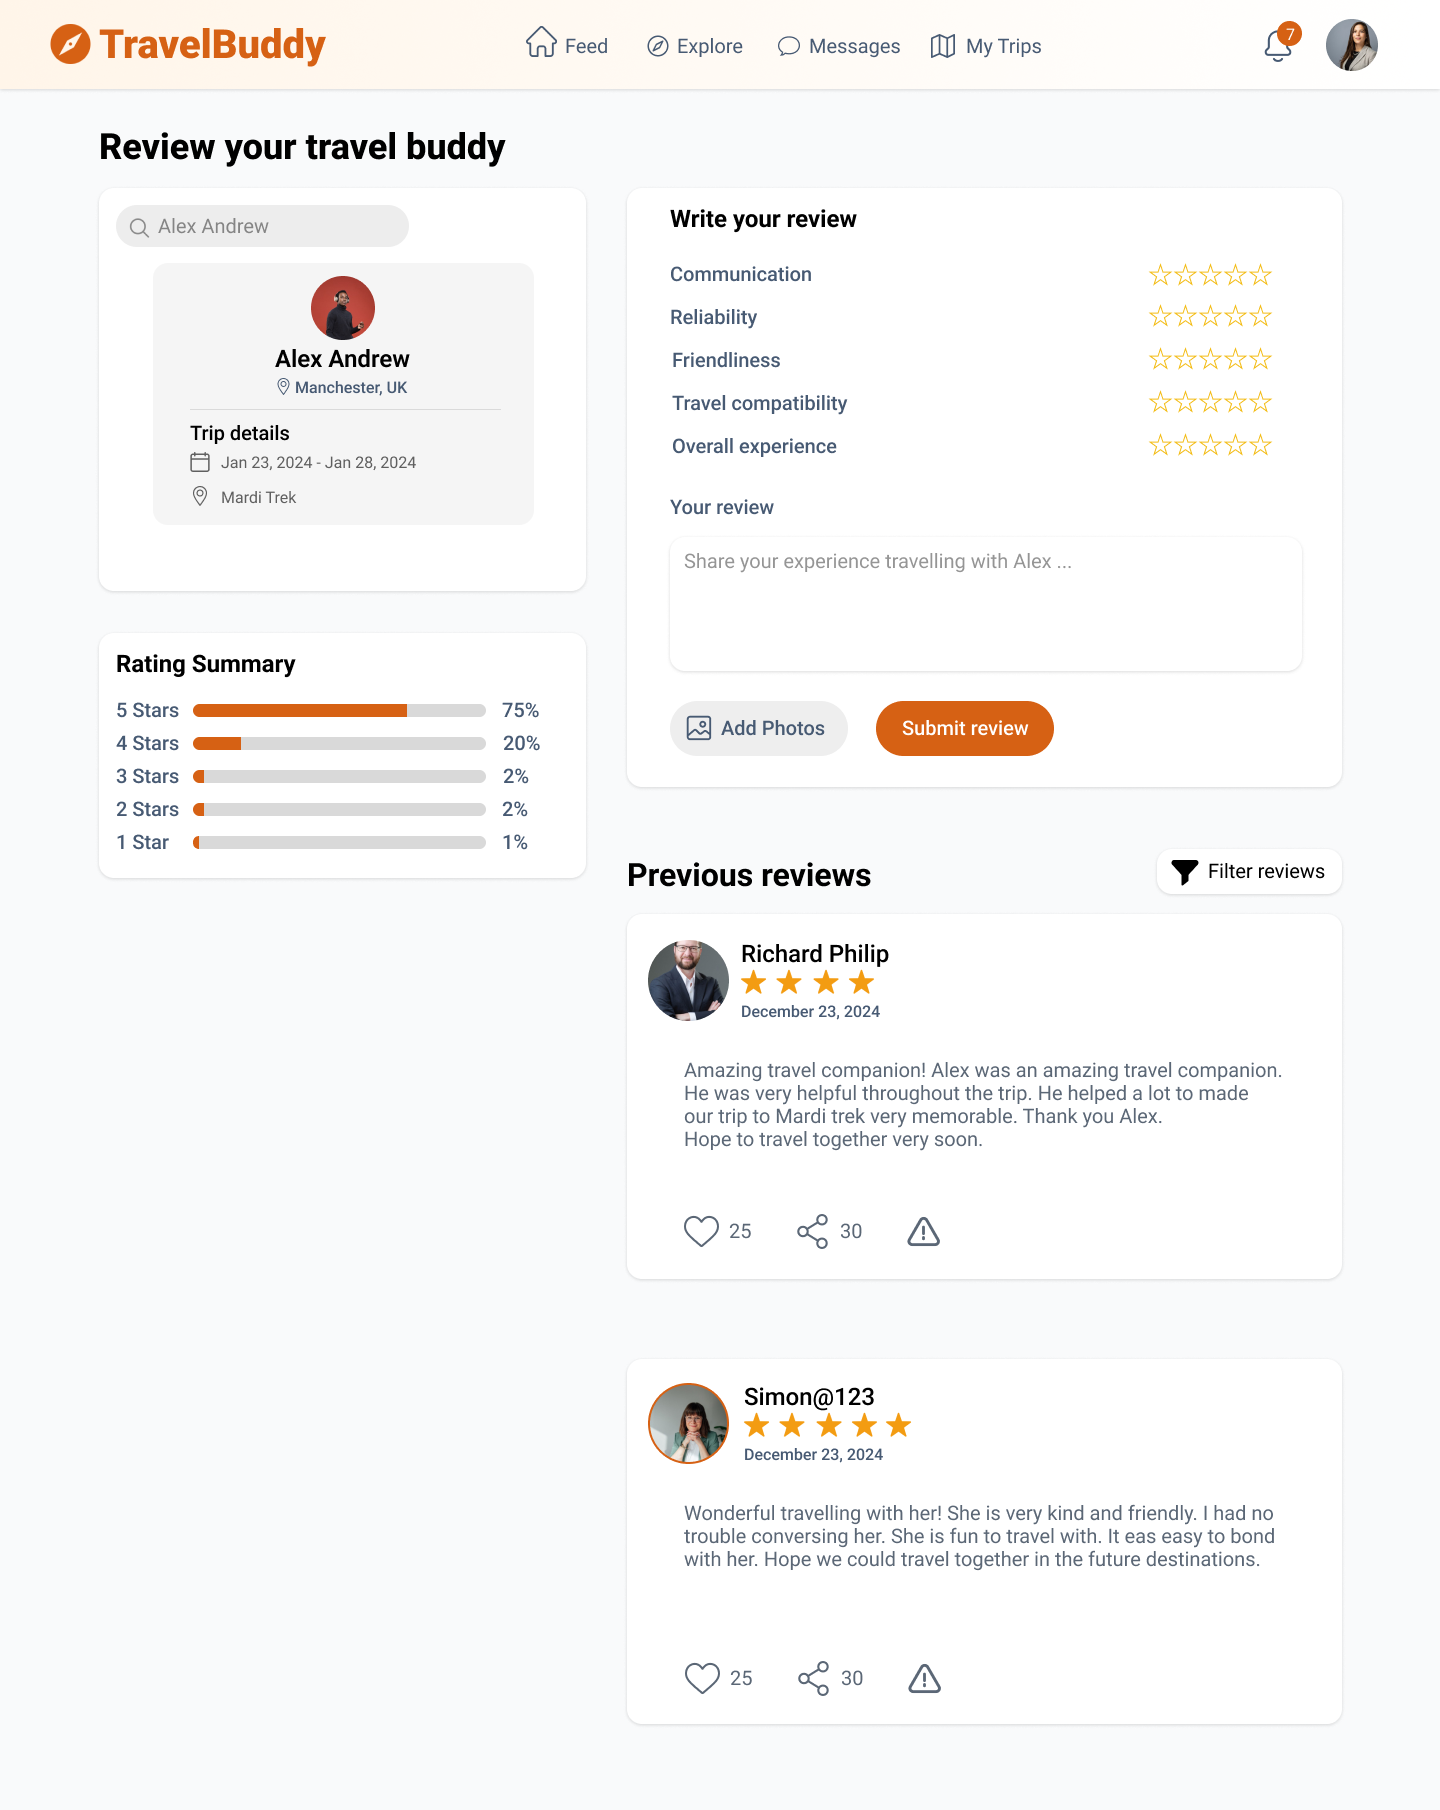 TravelBuddy
Feed
Explore
Messages
My Trips
7
Review your travel buddy
Alex Andrew
Alex Andrew
Manchester, UK
Trip details
Jan 23, 2024 - Jan 28, 2024
Mardi Trek
Rating Summary
5 Stars 75%
4 Stars 20%
3 Stars 2%
2 Stars 2%
1 Star 1%
Write your review
Communication
Reliability
Friendliness
Travel compatibility
Overall experience
Your review
Share your experience travelling with Alex ...
Add Photos
Submit review
Previous reviews
Filter reviews
Richard Philip
December 23, 2024
Amazing travel companion! Alex was an amazing travel companion.
He was very helpful throughout the trip. He helped a lot to made
our trip to Mardi trek very memorable. Thank you Alex.
Hope to travel together very soon.
25
30
Simon@123
December 23, 2024
Wonderful travelling with her! She is very kind and friendly. I had no
trouble conversing her. She is fun to travel with. It eas easy to bond
with her. Hope we could travel together in the future destinations.
25
30